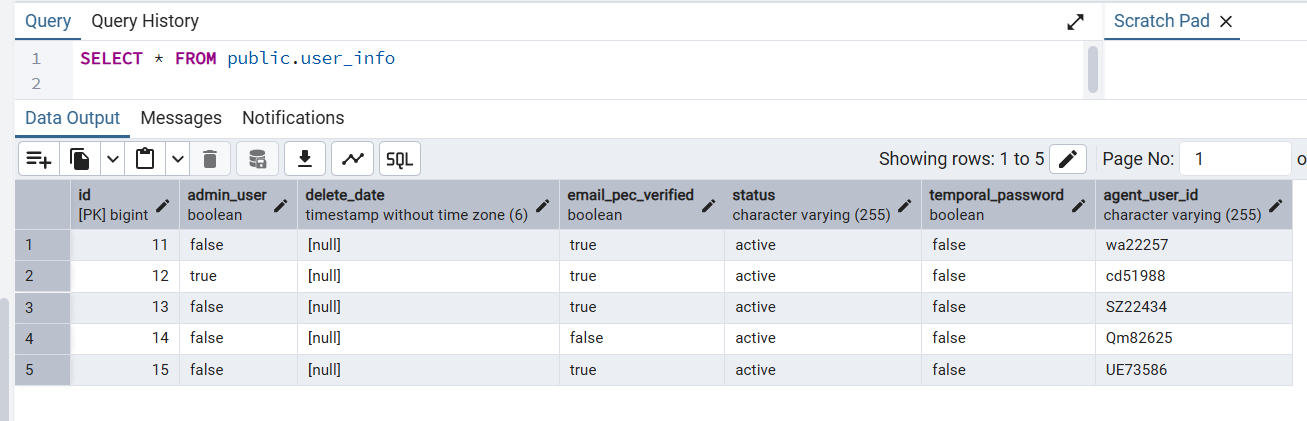 Query Query History Scratch Pad
1 SELECT * FROM public.user_info
2
Data Output Messages Notifications
SQL Showing rows: 1 to 5 Page No: 1 o
id admin_user delete_date email_pec_verified status temporal_password agent_user_id
[PK] bigint boolean timestamp without time zone (6) boolean character varying (255) boolean character varying (255)
1 11 false [null] true active false wa22257
2 12 true [null] true active false cd51988
3 13 false [null] true active false SZ22434
4 14 false [null] false active false Qm82625
5 15 false [null] true active false UE73586